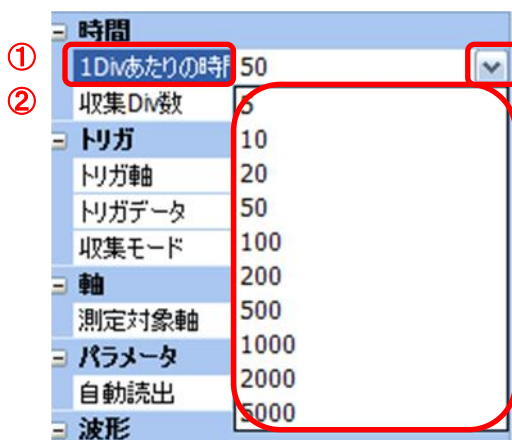 時間
① 1Divあたりの時間 50
② 収集Div数 5
トリガ 10
トリガ軸 20
トリガデータ 50
収集モード 100
軸 200
測定対象軸 500
パラメータ 1000
自動読出 2000
波形 5000